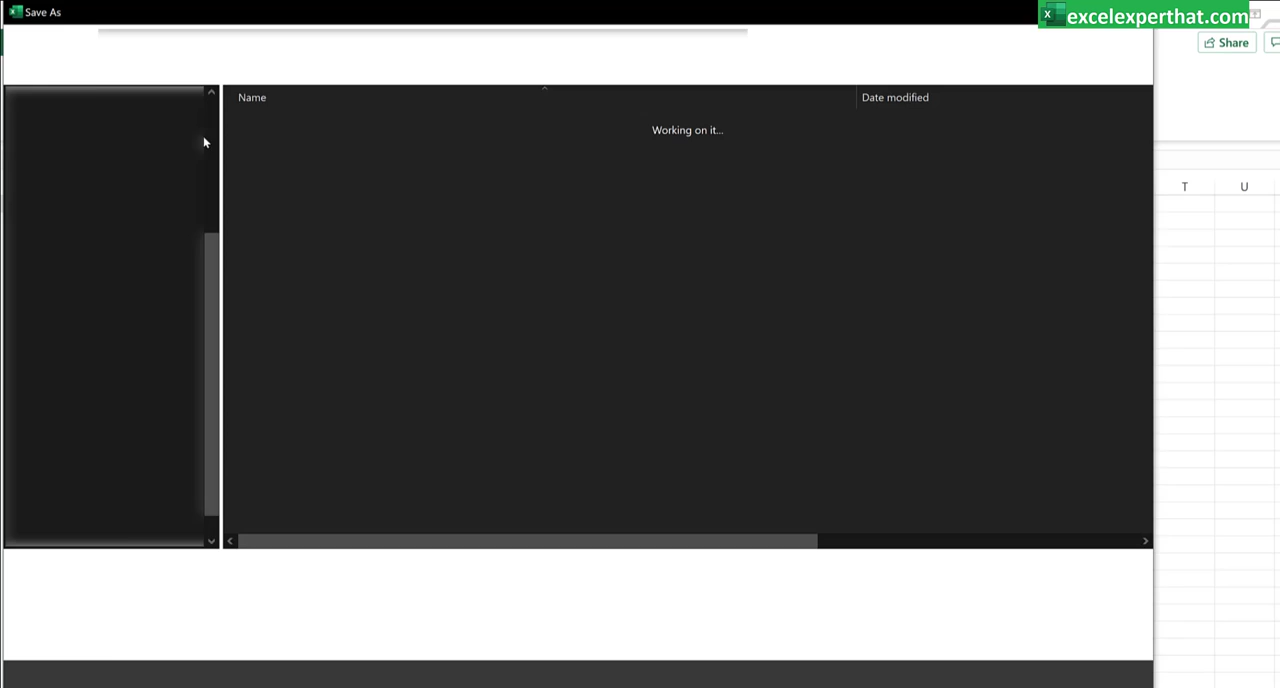 Save As
excelexperthat.com
Share
Name
Date modified
Working on it...
T
U